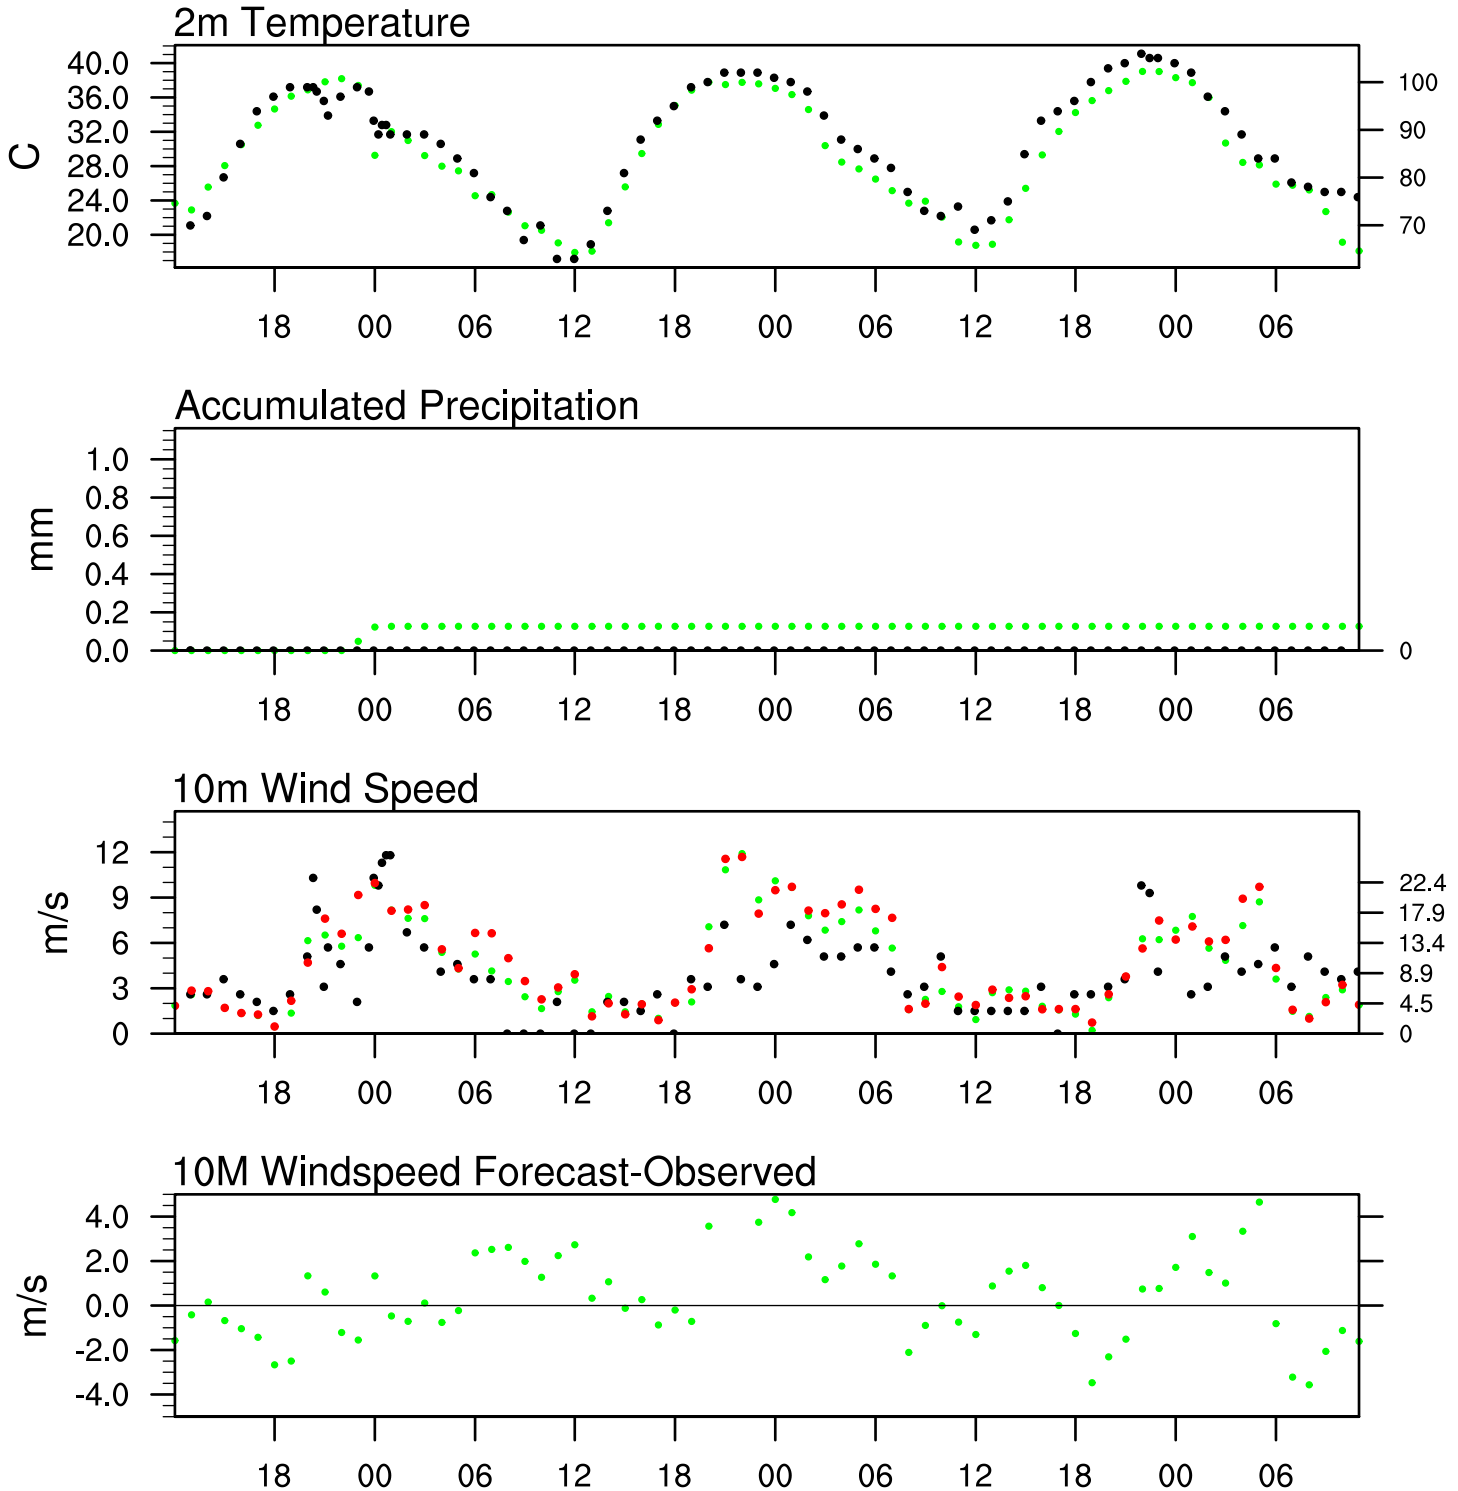 2m Temperature
40.0
36.0
32.0
28.0
24.0
20.0
C
100
90
80
70
18 00 06 12 18 00 06 12 18 00 06
Accumulated Precipitation
1.0
0.8
0.6
0.4
0.2
0.0
mm
0
18 00 06 12 18 00 06 12 18 00 06
10m Wind Speed
12
9
6
3
0
m/s
22.4
17.9
13.4
8.9
4.5
0
18 00 06 12 18 00 06 12 18 00 06
10M Windspeed Forecast-Observed
4.0
2.0
0.0
-2.0
-4.0
m/s
18 00 06 12 18 00 06 12 18 00 06